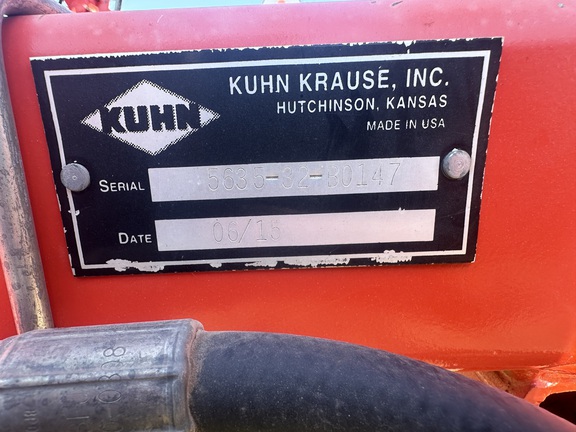 KUHN
KUHN KRAUSE, INC.
HUTCHINSON, KANSAS
MADE IN USA
SERIAL 5635-32-B0147
DATE 06/15